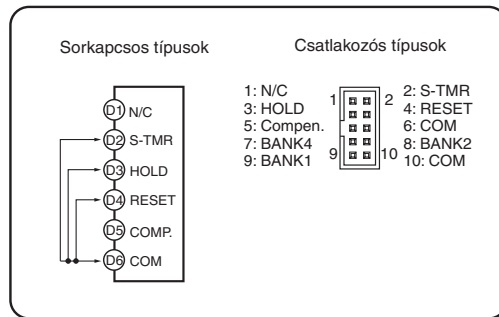 Sorkapcsos típusok
D1 N/C
D2 S-TMR
D3 HOLD
D4 RESET
D5 COMP.
D6 COM
Csatlakozós típusok
1: N/C
3: HOLD
5: Compen.
7: BANK4
9: BANK1
1 2
9 10
2: S-TMR
4: RESET
6: COM
8: BANK2
10: COM